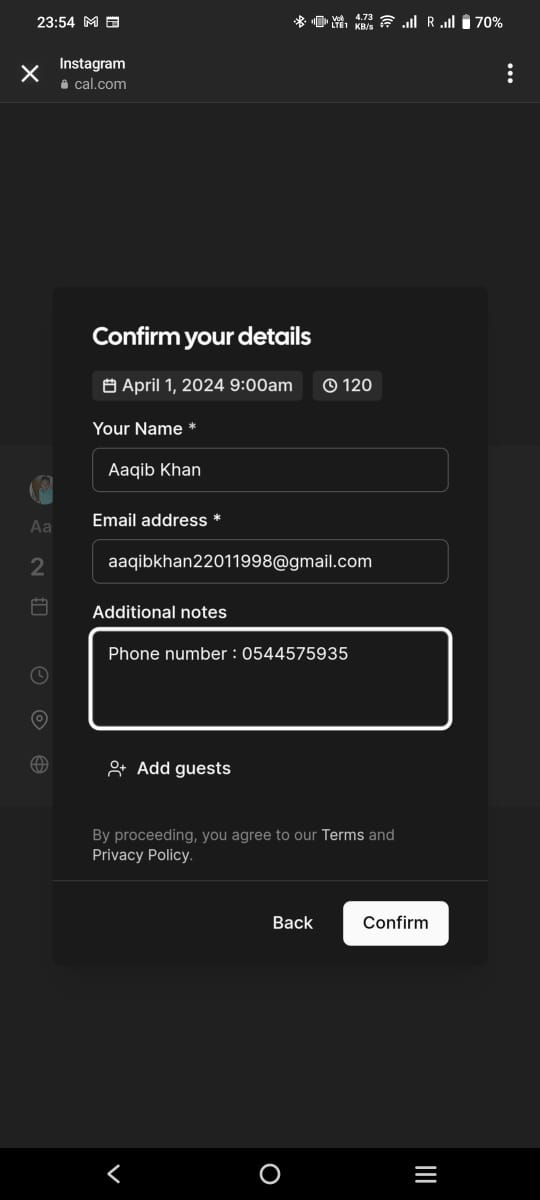 23:54
Vo) LTE1
4.73 KB/s
R
70%
Instagram
cal.com
Confirm your details
April 1, 2024 9:00am
120
Your Name *
Aaqib Khan
Email address *
aaqibkhan22011998@gmail.com
Additional notes
Phone number : 0544575935
Aa
2
Add guests
By proceeding, you agree to our Terms and
Privacy Policy.
Back
Confirm